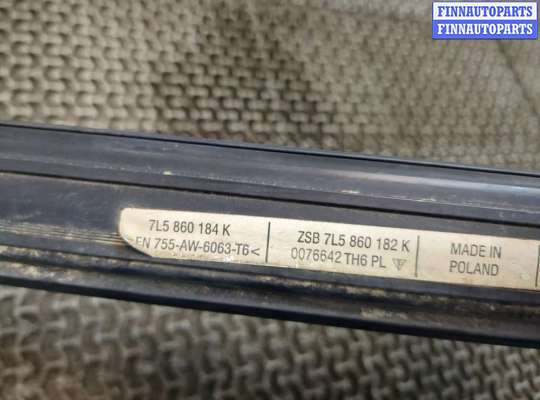 FINNAUTOPARTS
FINNAUTOPARTS
7L5 860 184 K
EN 755-AW-6063-T6<
ZSB 7L5 860 182 K
0076642 TH6 PL
MADE IN
POLAND